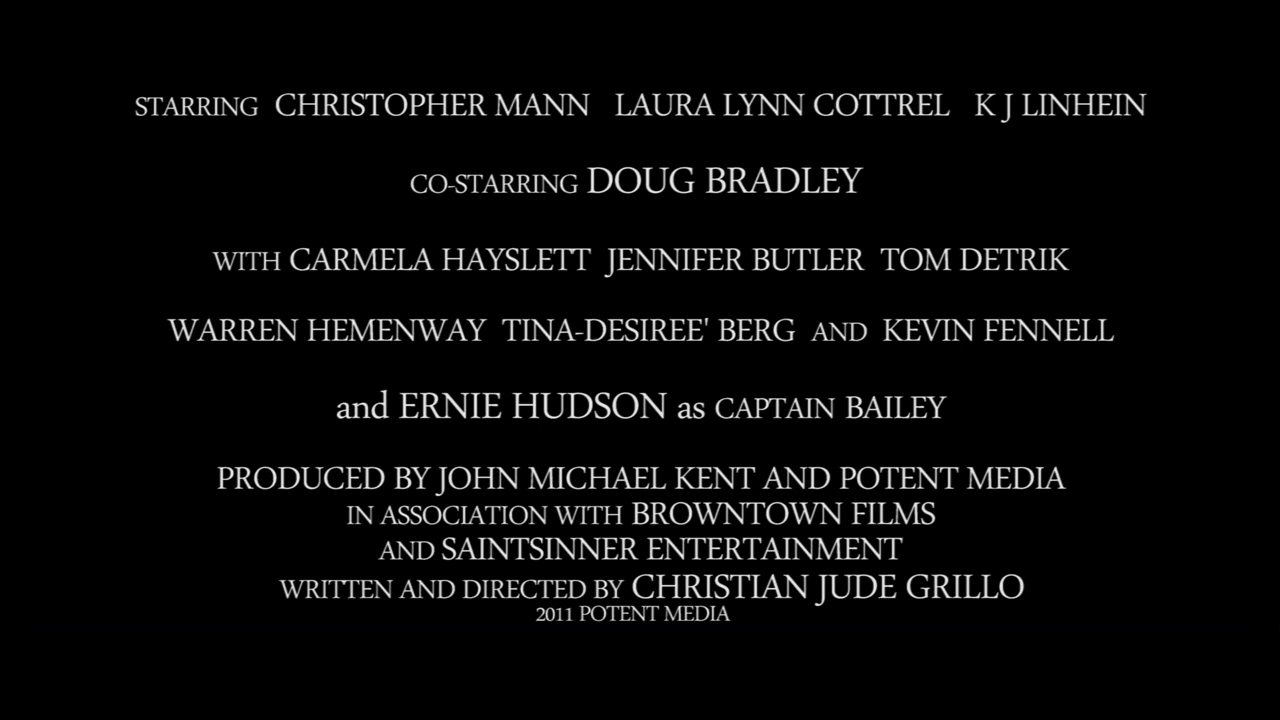 STARRING CHRISTOPHER MANN LAURA LYNN COTTREL K J LINHEIN
CO-STARRING DOUG BRADLEY
WITH CARMELA HAYSLETT JENNIFER BUTLER TOM DETRIK
WARREN HEMENWAY TINA-DESIREE' BERG AND KEVIN FENNELL
and ERNIE HUDSON as CAPTAIN BAILEY
PRODUCED BY JOHN MICHAEL KENT AND POTENT MEDIA
IN ASSOCIATION WITH BROWNTOWN FILMS
AND SAINTSINNER ENTERTAINMENT
WRITTEN AND DIRECTED BY CHRISTIAN JUDE GRILLO
2011 POTENT MEDIA